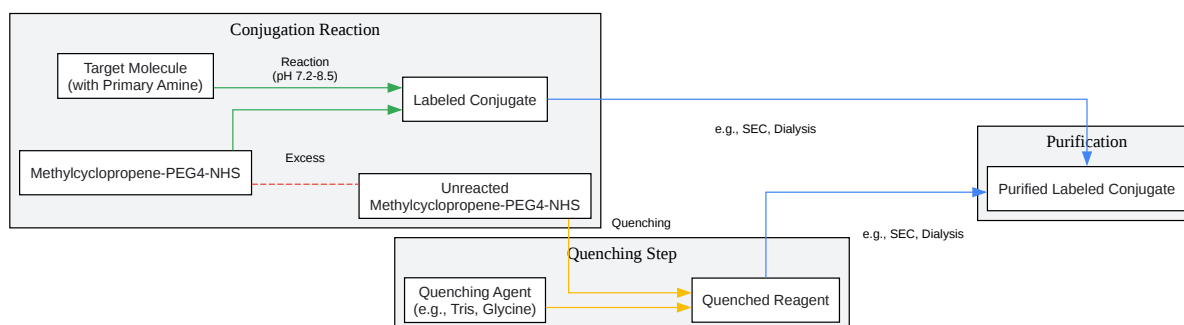 Conjugation Reaction
Target Molecule
(with Primary Amine)
Reaction
(pH 7.2-8.5)
Labeled Conjugate
Methylcyclopropene-PEG4-NHS
Excess
Unreacted
Methylcyclopropene-PEG4-NHS
e.g., SEC, Dialysis
Purification
Purified Labeled Conjugate
Quenching
e.g., SEC, Dialysis
Quenching Step
Quenching Agent
(e.g., Tris, Glycine)
Quenched Reagent